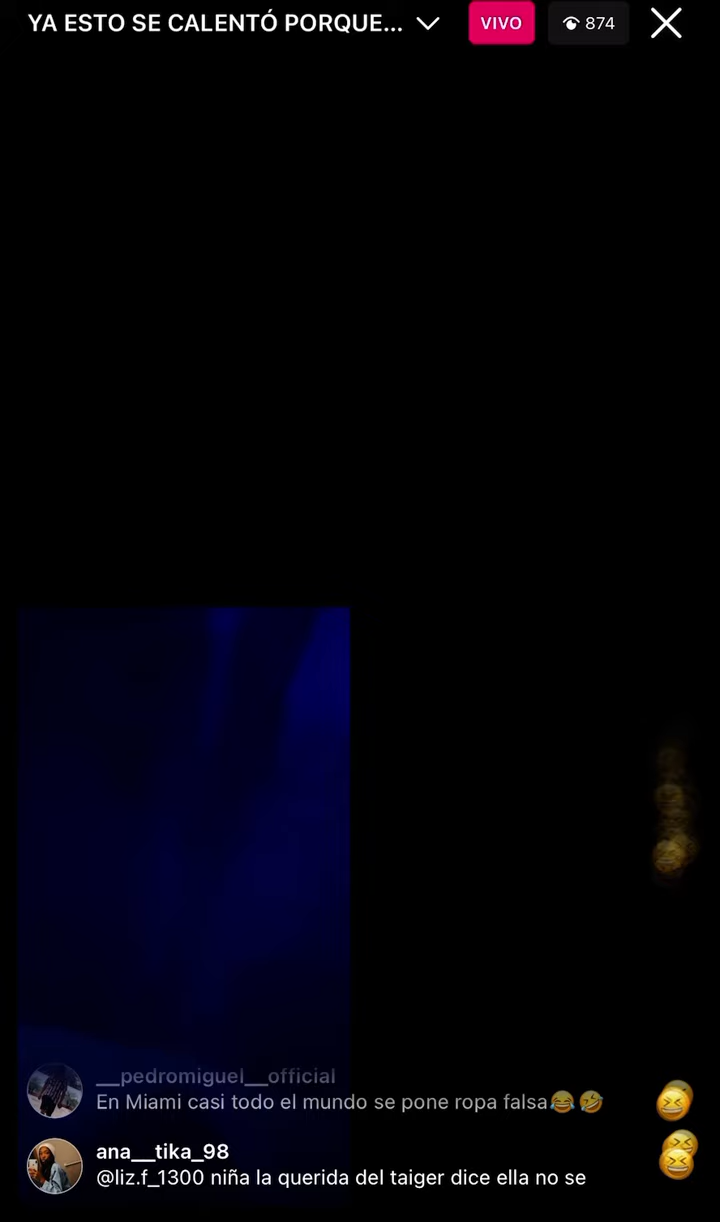 YA ESTO SE CALENTÓ PORQUE...
VIVO
874
__pedromiguel__official
En Miami casi todo el mundo se pone ropa falsa😂🤣
ana__tika_98
@liz.f_1300 niña la querida del taiger dice ella no se